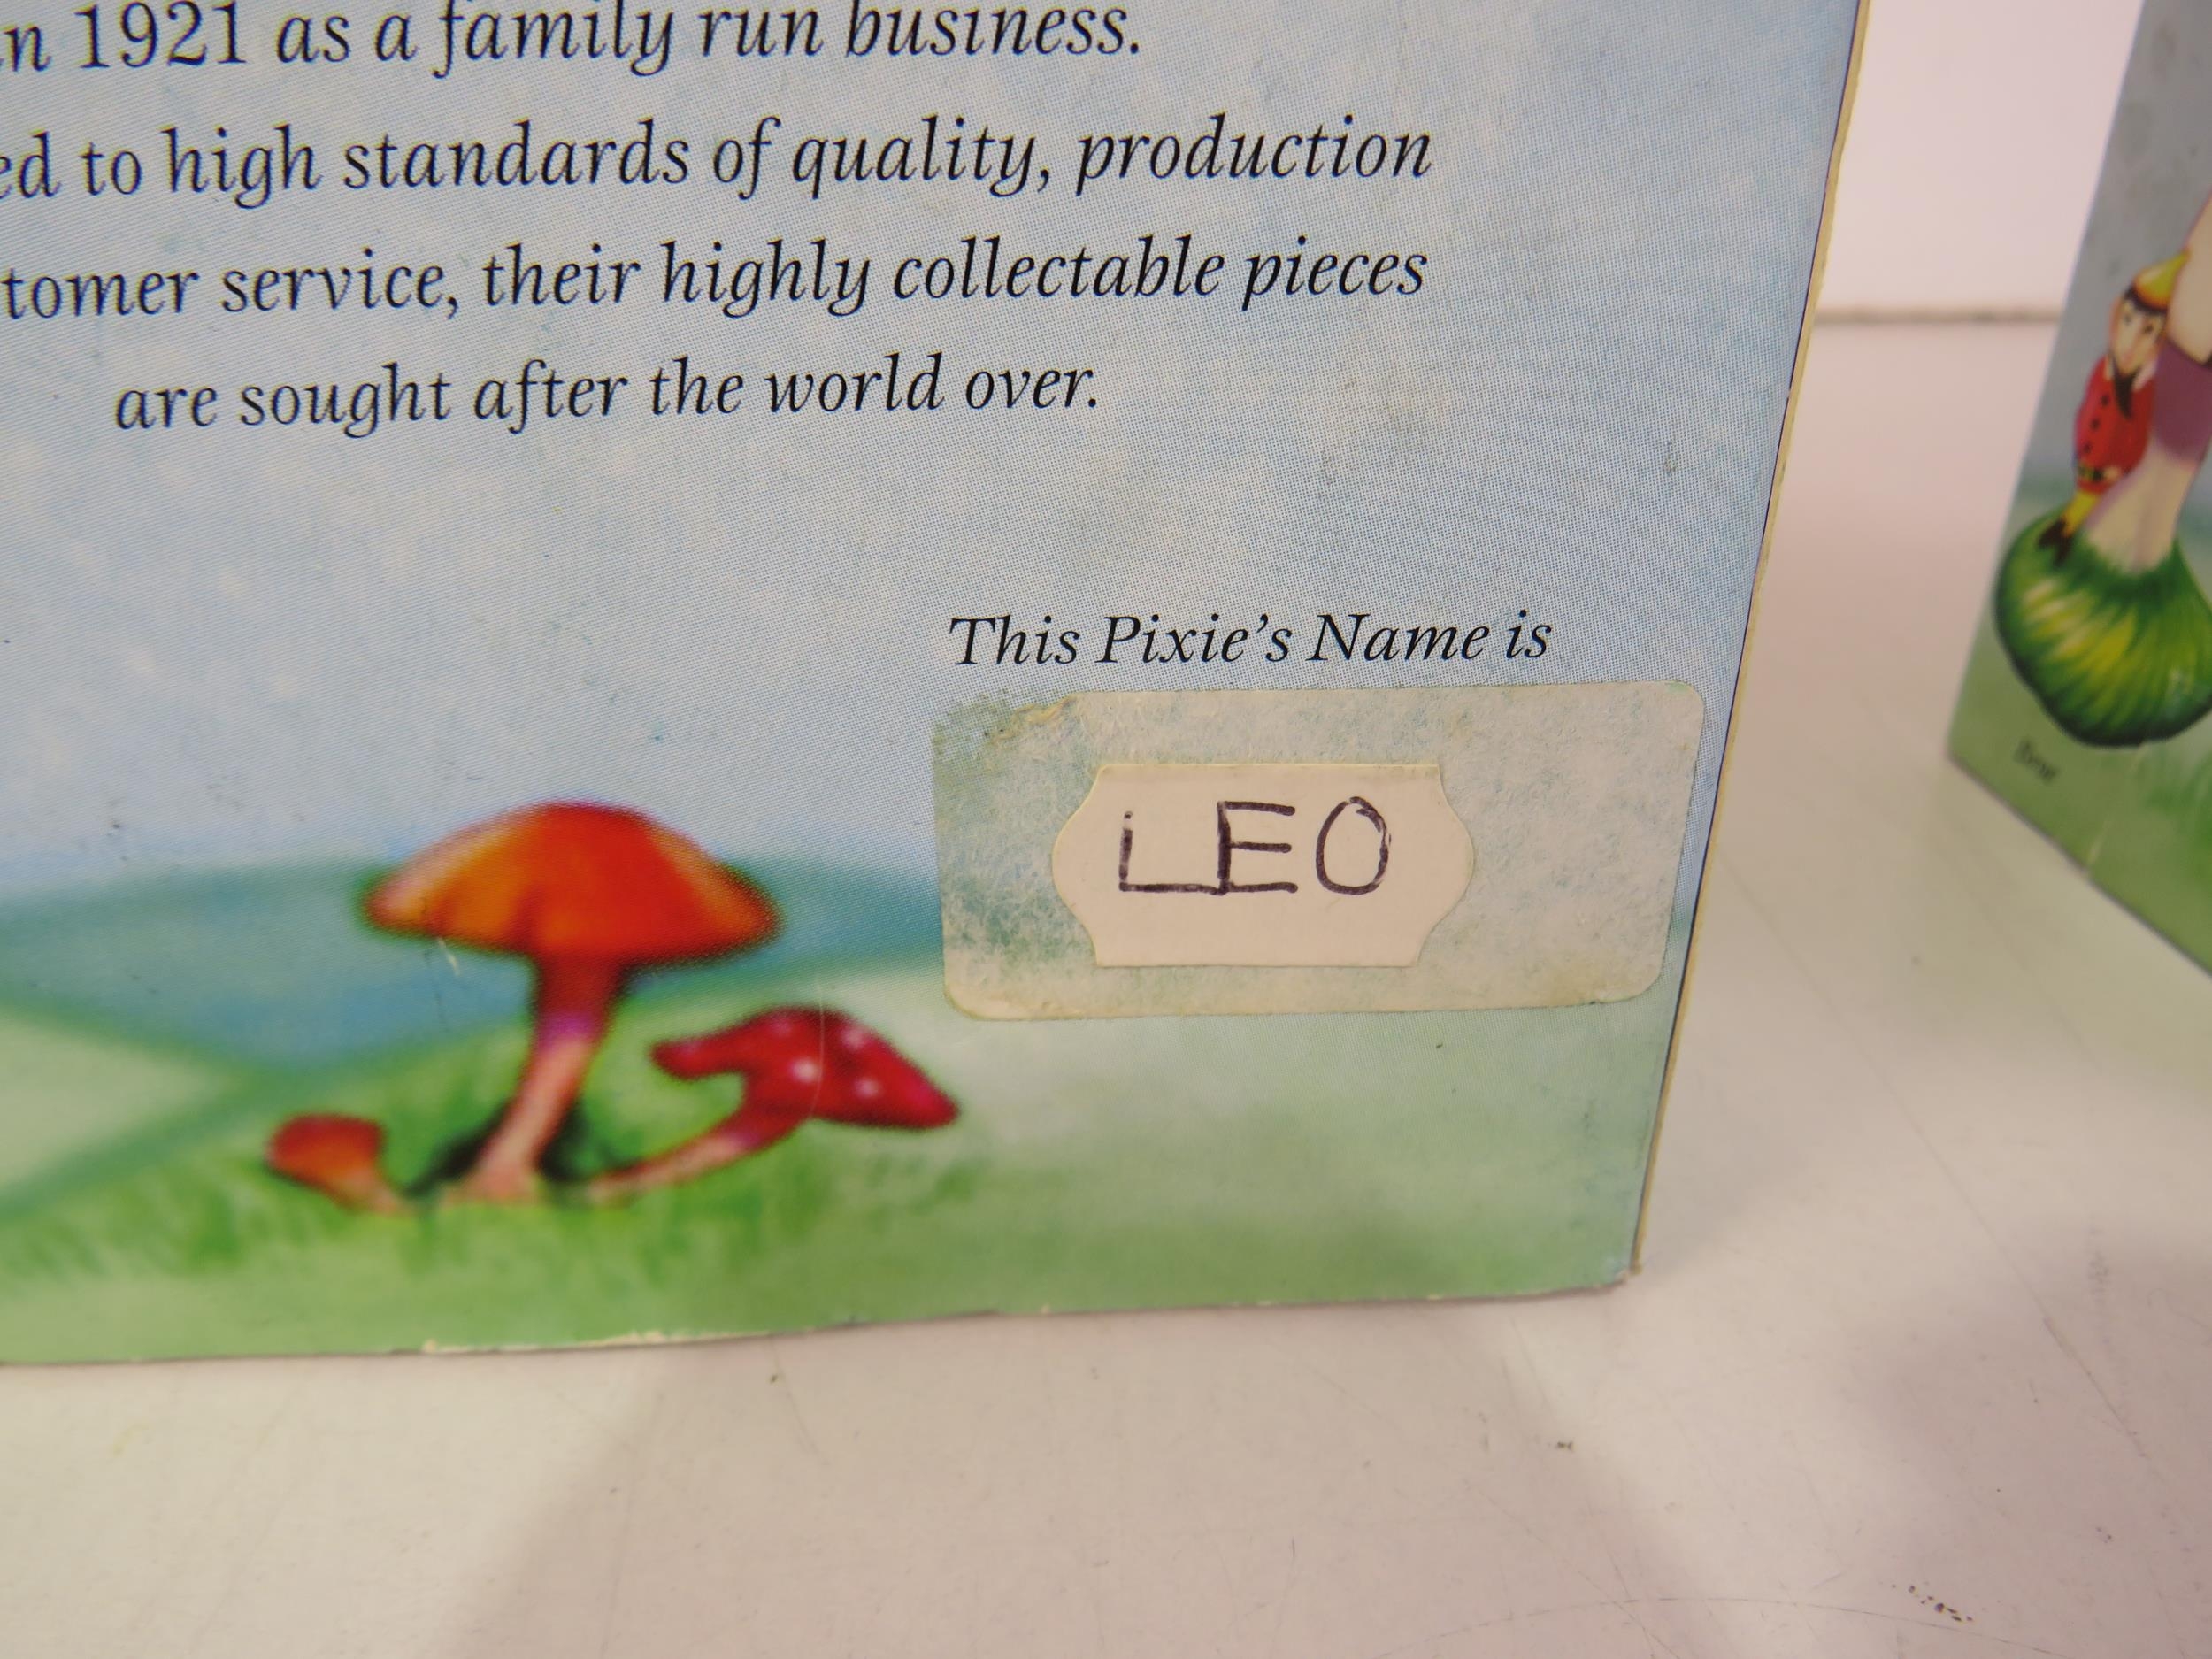 n 1921 as a family run business.
ed to high standards of quality, production
tomer service, their highly collectable pieces
are sought after the world over.
This Pixie's Name is
LEO